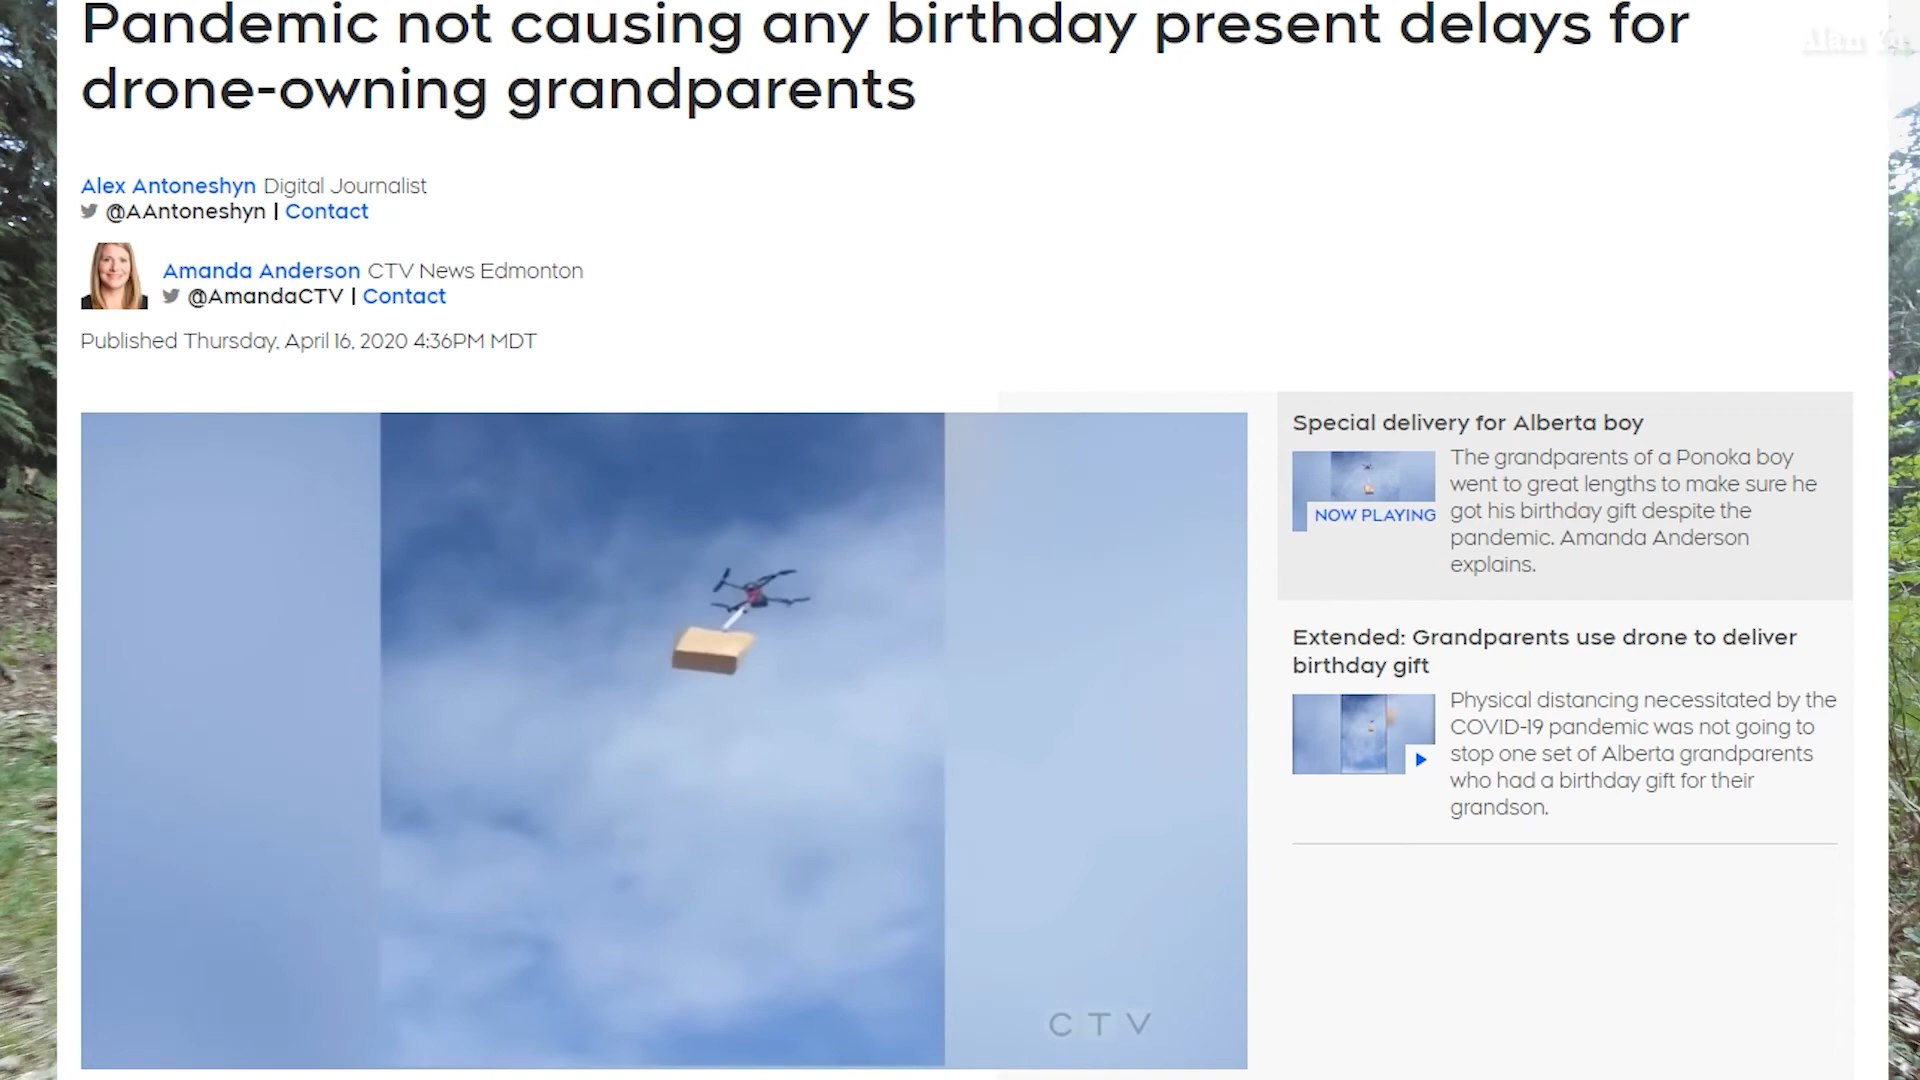 Pandemic not causing any birthday present delays for
drone-owning grandparents
Alex Antoneshyn Digital Journalist
@AAntoneshyn | Contact
Amanda Anderson CTV News Edmonton
@AmandaCTV | Contact
Published Thursday, April 16, 2020 4:36PM MDT
CTV
Special delivery for Alberta boy
NOW PLAYING
The grandparents of a Ponoka boy
went to great lengths to make sure he
got his birthday gift despite the
pandemic. Amanda Anderson
explains.
Extended: Grandparents use drone to deliver
birthday gift
Physical distancing necessitated by the
COVID-19 pandemic was not going to
stop one set of Alberta grandparents
who had a birthday gift for their
grandson.
Alan